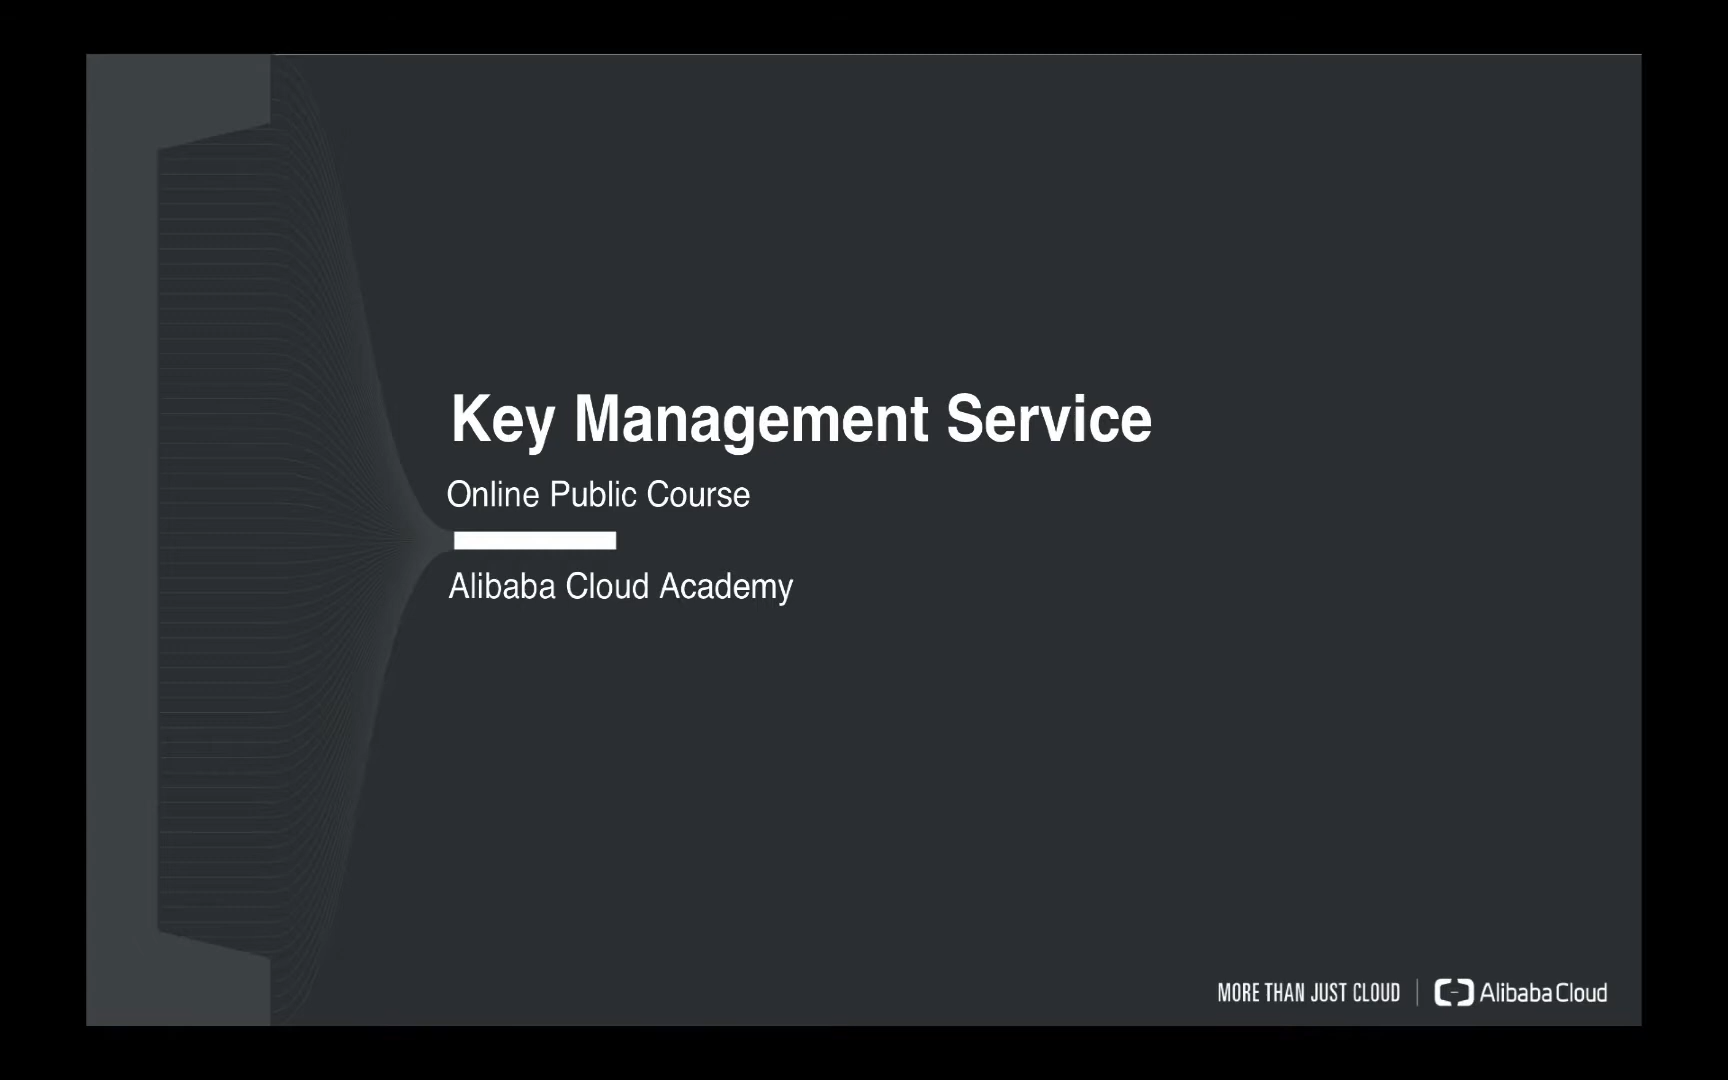 Key Management Service
Online Public Course
Alibaba Cloud Academy
MORE THAN JUST CLOUD | Alibaba Cloud